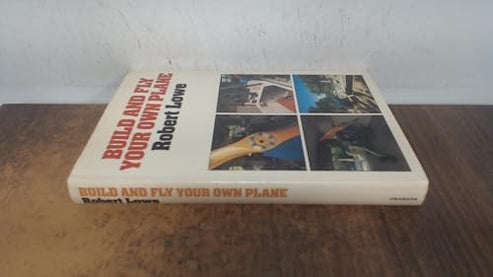 BUILD AND FLY
YOUR OWN PLANE
Robert Lowe
BUILD AND FLY YOUR OWN PLANE
Robert Lowe